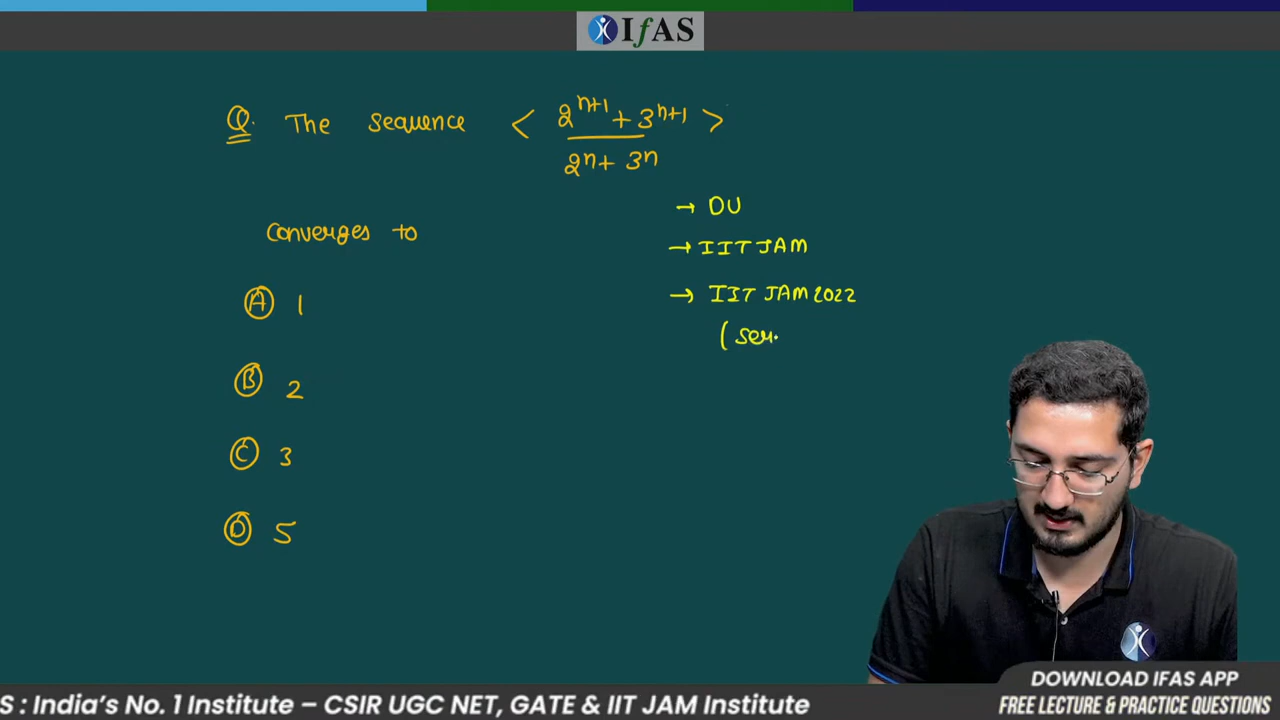 IfAS
Q. The sequence < 2^{n+1} + 3^{n+1} / 2^n + 3^n >
→ DU
converges to
→ IIT JAM
(A) 1
→ IIT JAM 2022
(ser
(B) 2
(C) 3
(D) 5
DOWNLOAD IFAS APP
S : India's No. 1 Institute – CSIR UGC NET, GATE & IIT JAM Institute
FREE LECTURE & PRACTICE QUESTIONS